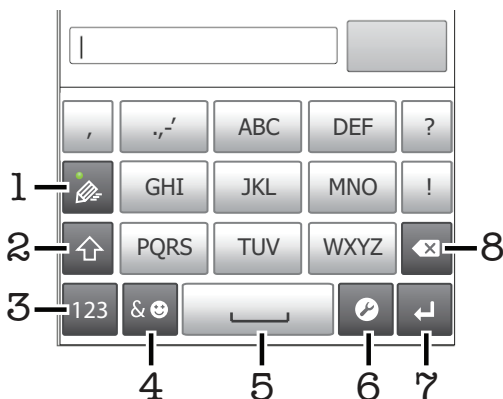 , .,-′ ABC DEF ?
1 GHI JKL MNO !
2 PQRS TUV WXYZ 8
3 123 &
4 5 6 7